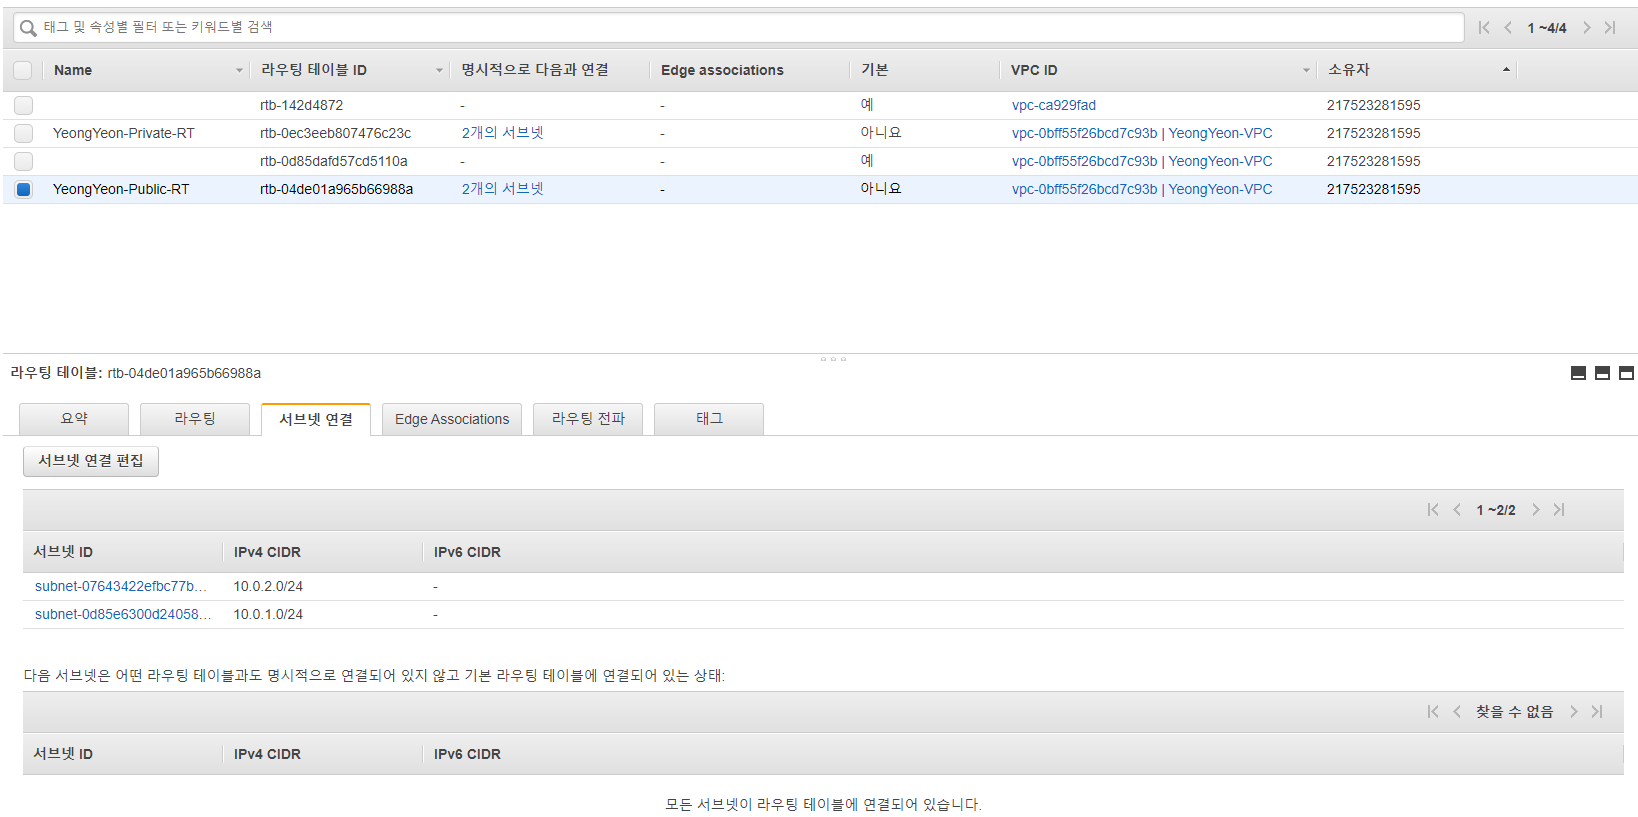 태그 및 속성별 필터 또는 키워드별 검색 1 ~4/4
Name 라우팅 테이블 ID 명시적으로 다음과 연결 Edge associations 기본 VPC ID 소유자
rtb-142d4872 - - 예 vpc-ca929fad 217523281595
YeongYeon-Private-RT rtb-0ec3eeb807476c23c 2개의 서브넷 - 아니요 vpc-0bff55f26bcd7c93b | YeongYeon-VPC 217523281595
rtb-0d85dafd57cd5110a - - 예 vpc-0bff55f26bcd7c93b | YeongYeon-VPC 217523281595
YeongYeon-Public-RT rtb-04de01a965b66988a 2개의 서브넷 - 아니요 vpc-0bff55f26bcd7c93b | YeongYeon-VPC 217523281595
라우팅 테이블: rtb-04de01a965b66988a
요약 라우팅 서브넷 연결 Edge Associations 라우팅 전파 태그
서브넷 연결 편집
1 ~2/2
서브넷 ID IPv4 CIDR IPv6 CIDR
subnet-07643422efbc77b... 10.0.2.0/24 -
subnet-0d85e6300d24058... 10.0.1.0/24 -
다음 서브넷은 어떤 라우팅 테이블과도 명시적으로 연결되어 있지 않고 기본 라우팅 테이블에 연결되어 있는 상태:
찾을 수 없음
서브넷 ID IPv4 CIDR IPv6 CIDR
모든 서브넷이 라우팅 테이블에 연결되어 있습니다.